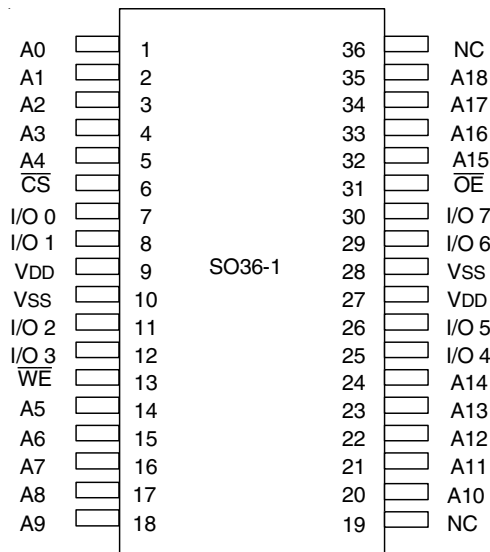 A0 1 36 NC
A1 2 35 A18
A2 3 34 A17
A3 4 33 A16
A4 5 32 A15
C̅S̅ 6 31 O̅E̅
I/O 0 7 30 I/O 7
I/O 1 8 29 I/O 6
VDD 9 SO36-1 28 VSS
VSS 10 27 VDD
I/O 2 11 26 I/O 5
I/O 3 12 25 I/O 4
W̅E̅ 13 24 A14
A5 14 23 A13
A6 15 22 A12
A7 16 21 A11
A8 17 20 A10
A9 18 19 NC